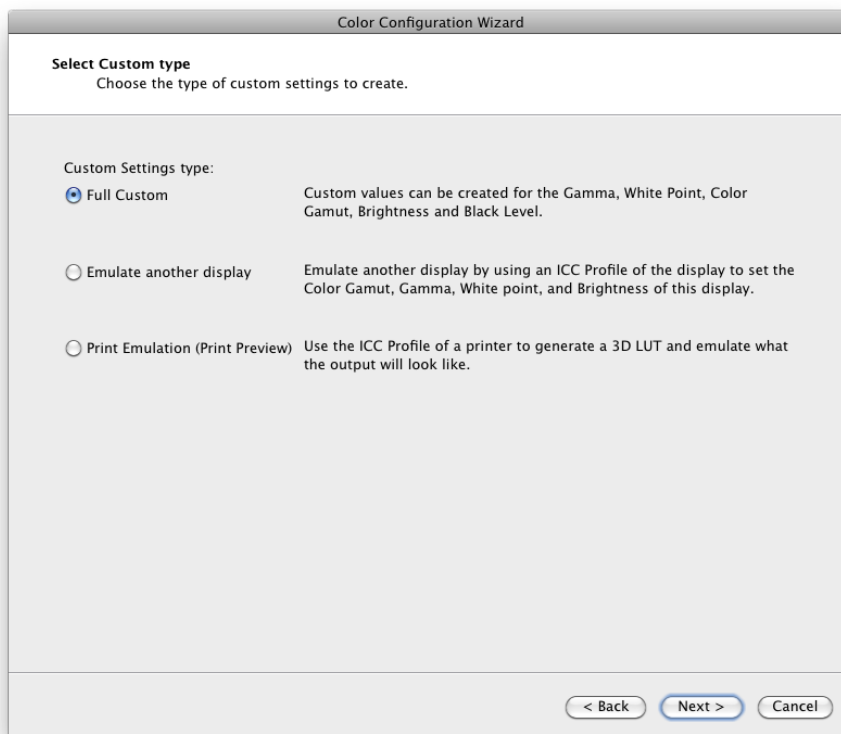 Color Configuration Wizard
Select Custom type
Choose the type of custom settings to create.
Custom Settings type:
Full Custom
Custom values can be created for the Gamma, White Point, Color
Gamut, Brightness and Black Level.
Emulate another display
Emulate another display by using an ICC Profile of the display to set the
Color Gamut, Gamma, White point, and Brightness of this display.
Print Emulation (Print Preview)
Use the ICC Profile of a printer to generate a 3D LUT and emulate what
the output will look like.
< Back
Next >
Cancel